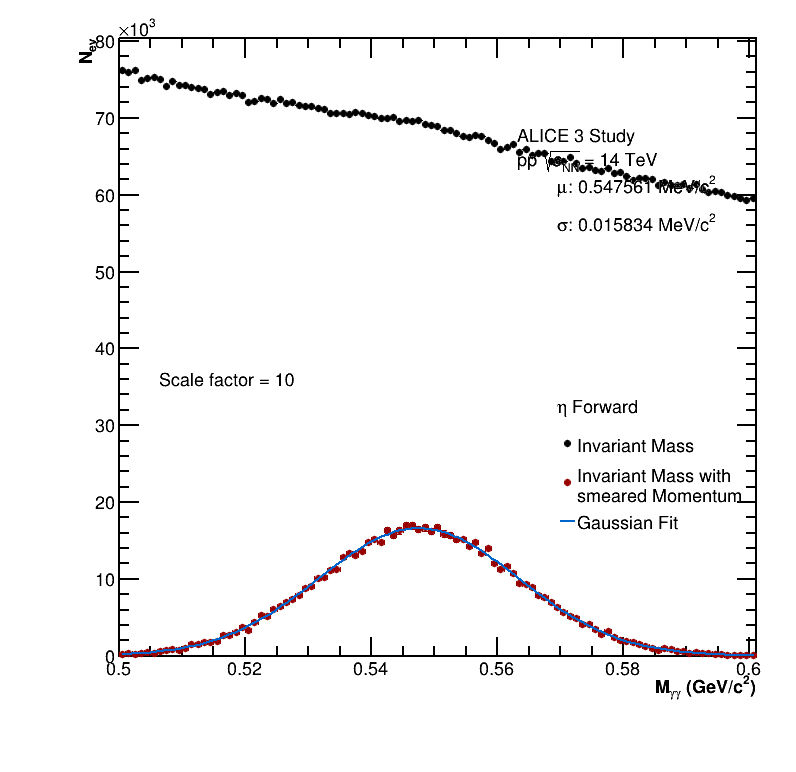 ×10³
N_ev
80
70
60
50
40
30
20
10
0
ALICE 3 Study
pp √s_NN = 14 TeV
μ: 0.547561 MeV/c²
σ: 0.015834 MeV/c²
Scale factor = 10
η Forward
Invariant Mass
Invariant Mass with
smeared Momentum
Gaussian Fit
0.5 0.52 0.54 0.56 0.58 0.6
M_γγ (GeV/c²)